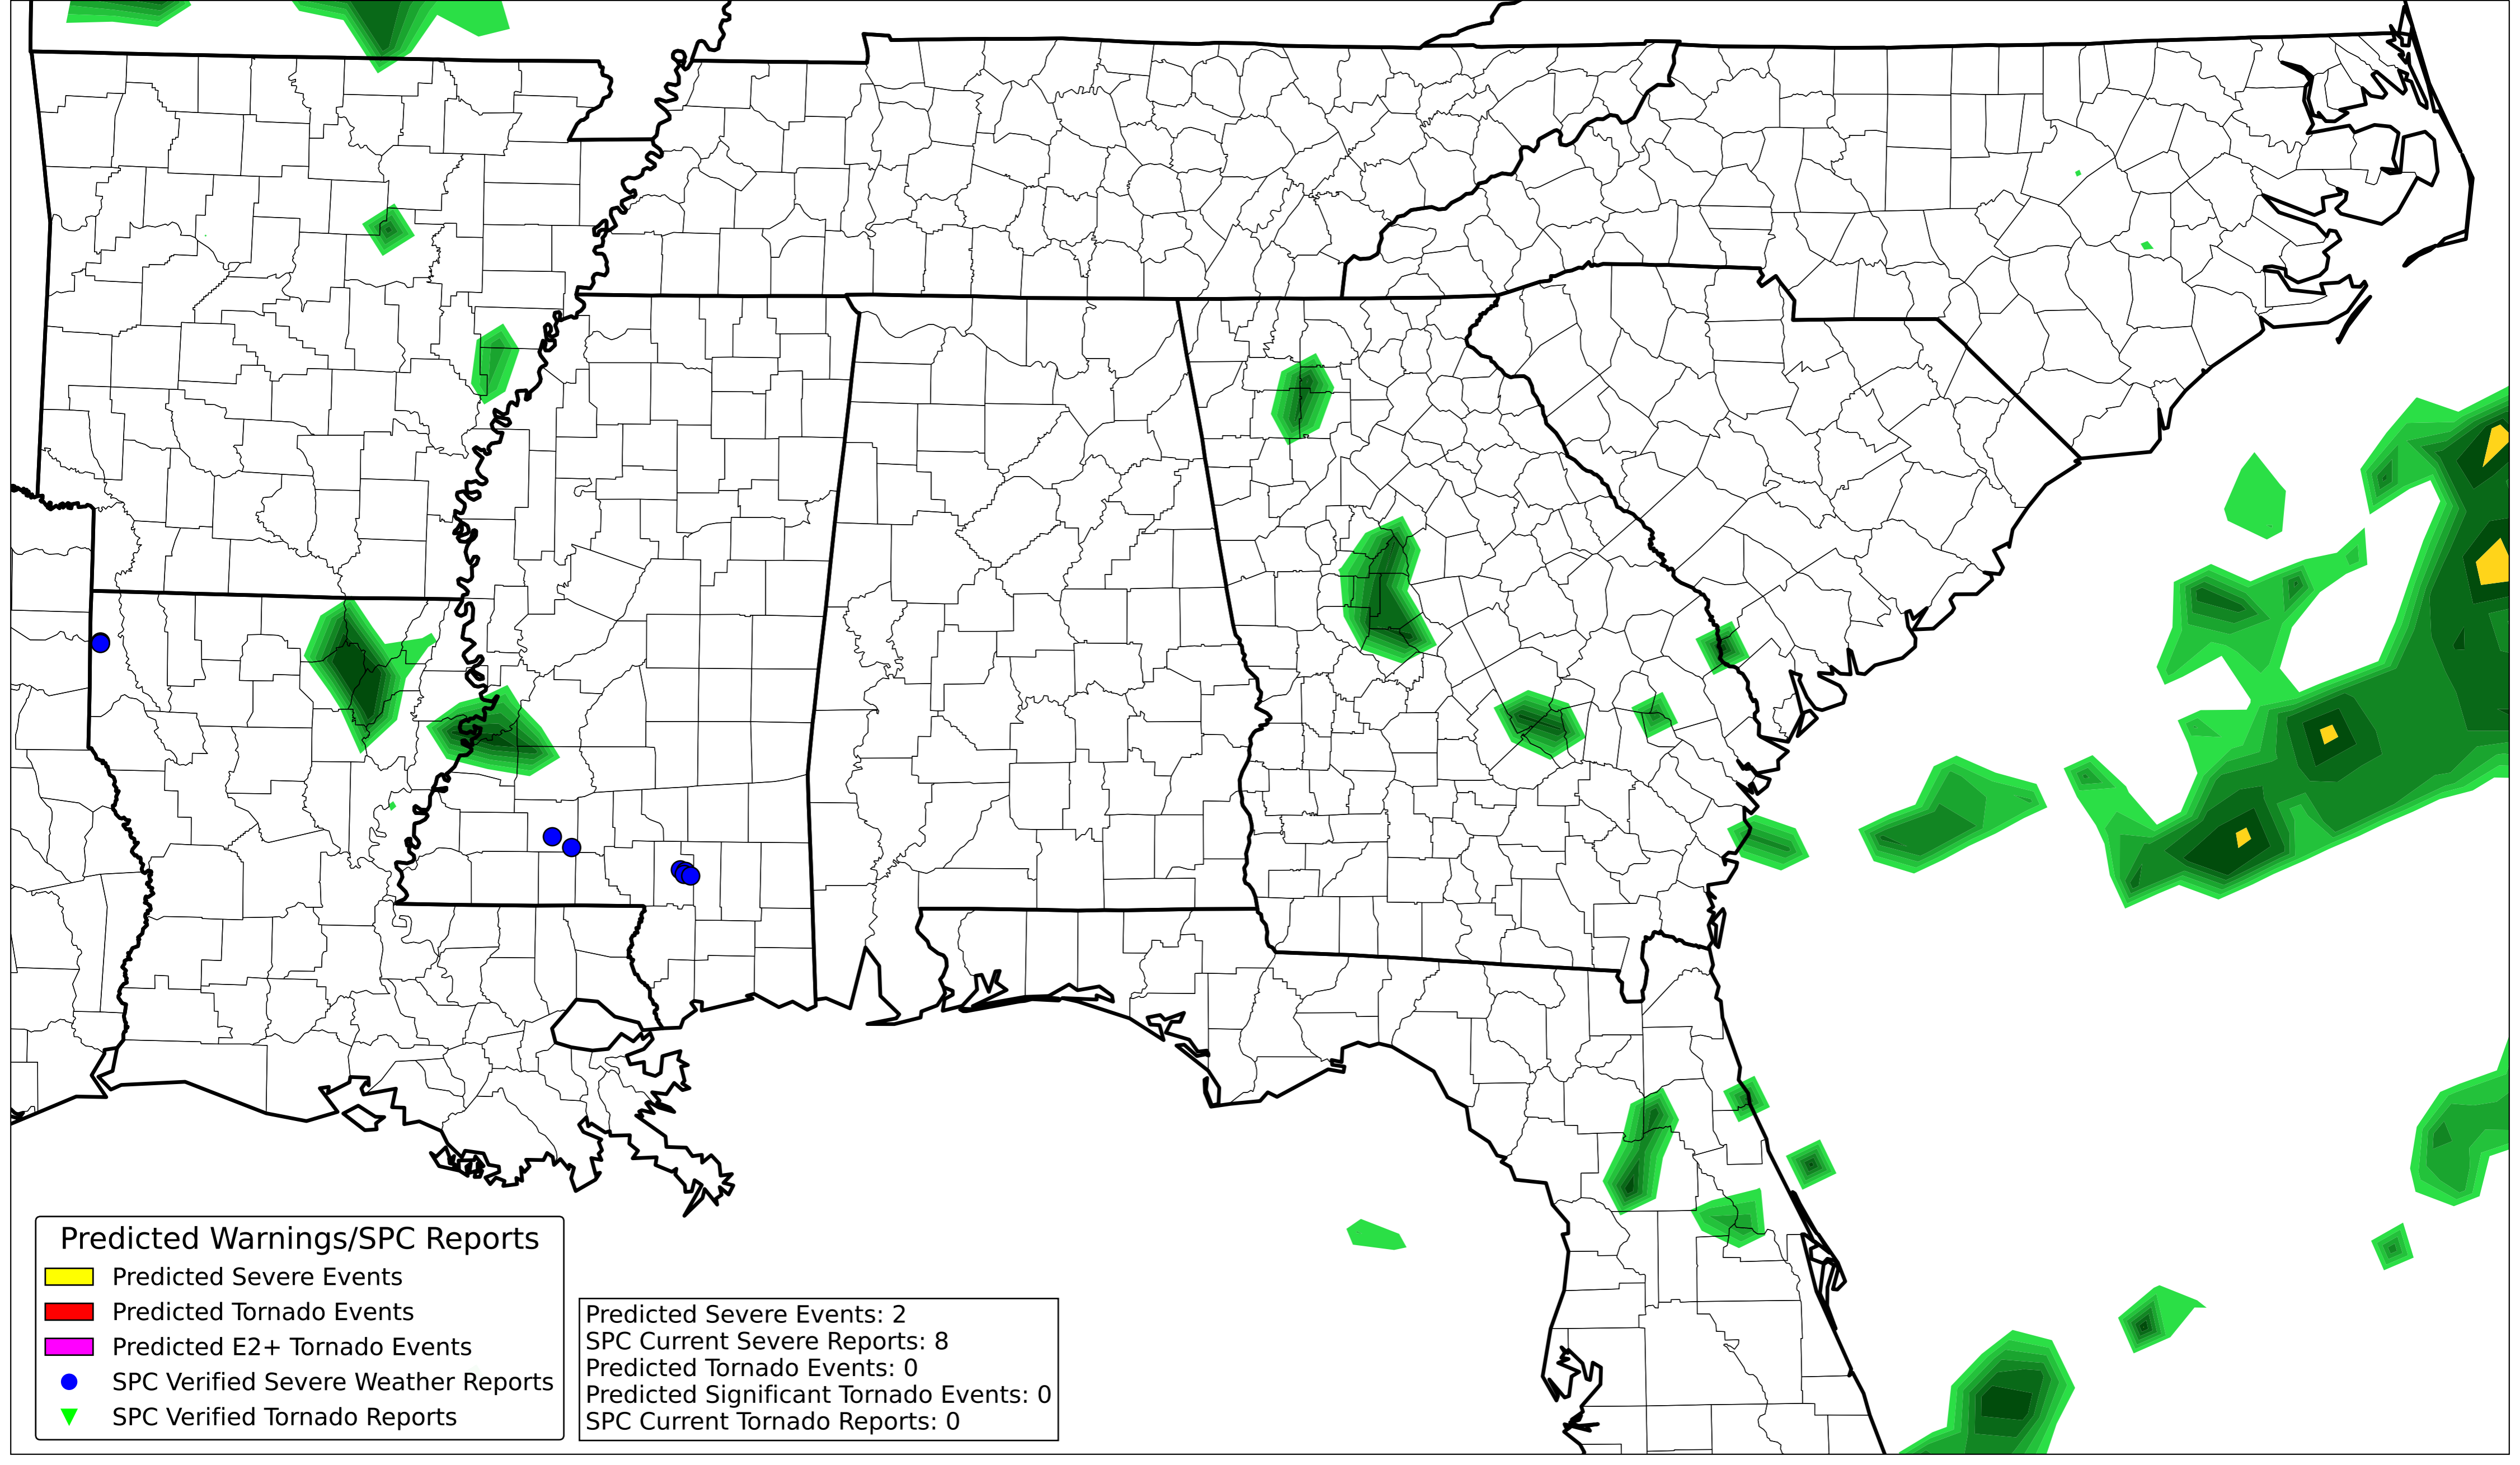 Predicted Warnings/SPC Reports
Predicted Severe Events
Predicted Tornado Events
Predicted E2+ Tornado Events
SPC Verified Severe Weather Reports
SPC Verified Tornado Reports
Predicted Severe Events: 2
SPC Current Severe Reports: 8
Predicted Tornado Events: 0
Predicted Significant Tornado Events: 0
SPC Current Tornado Reports: 0